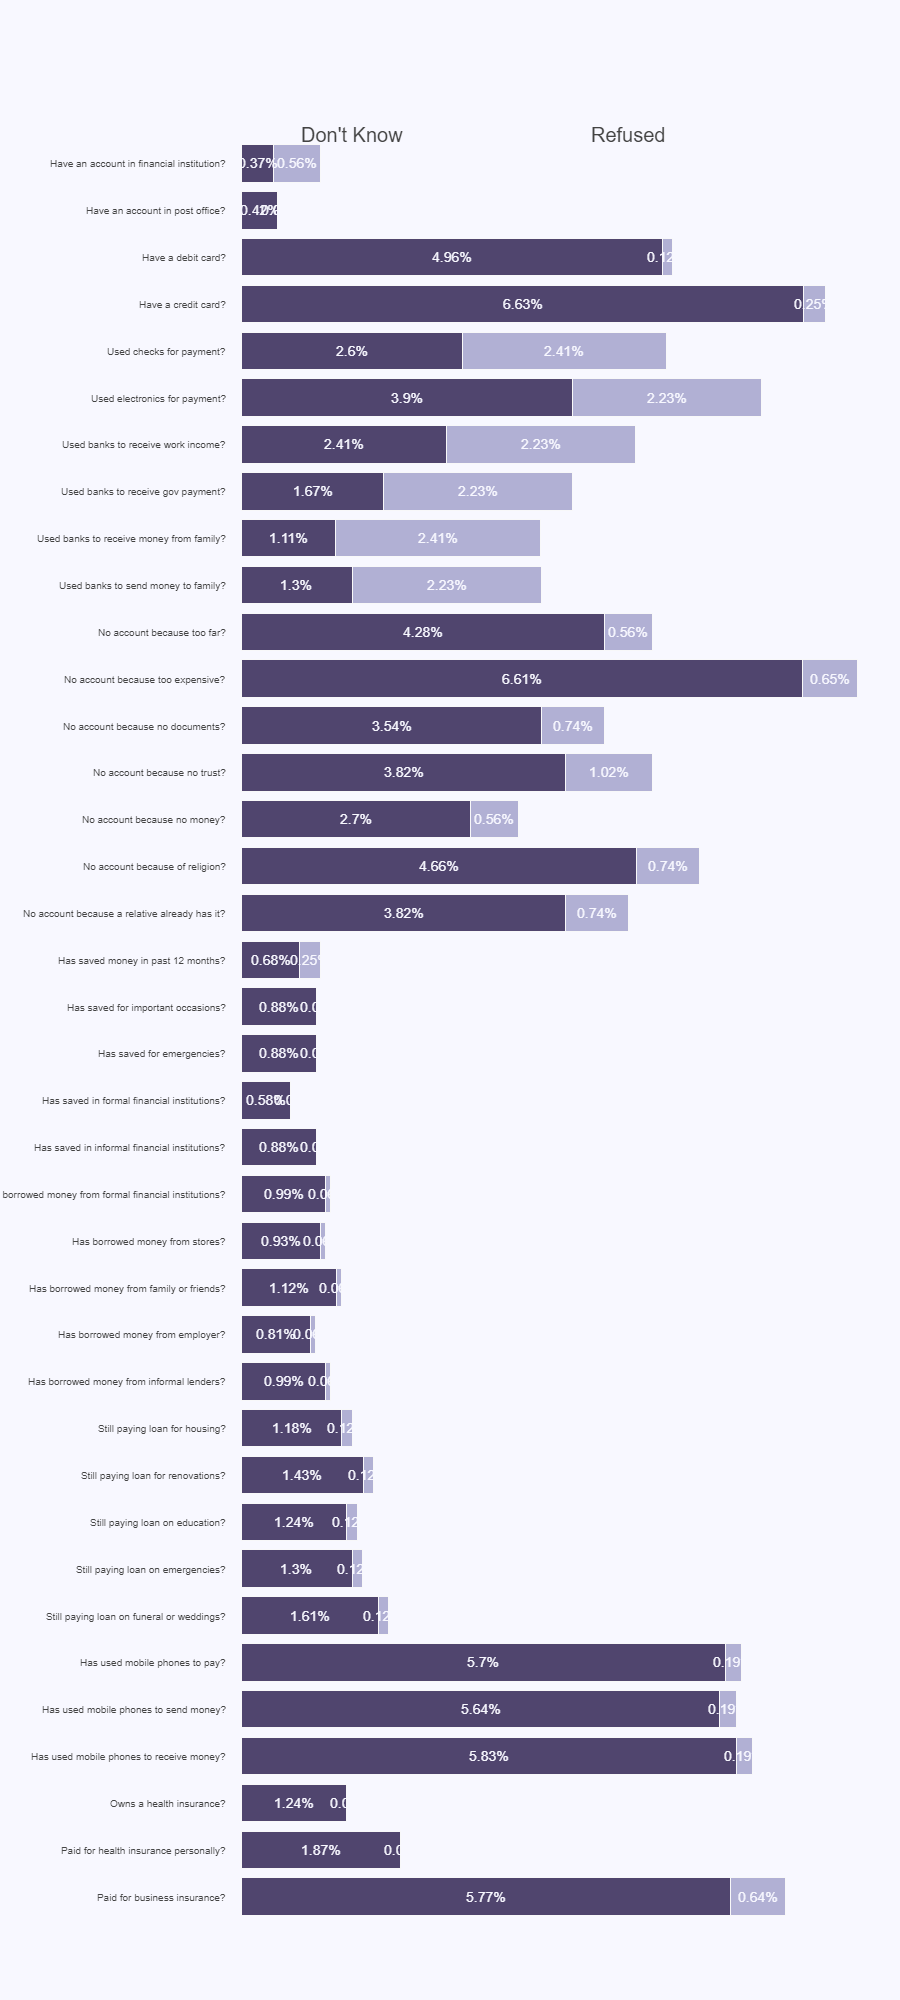 Don't Know Refused
Have an account in financial institution? 0.37% 0.56%
Have an account in post office?
Have a debit card? 4.96% 0.12
Have a credit card? 6.63% 0.25%
Used checks for payment? 2.6% 2.41%
Used electronics for payment? 3.9% 2.23%
Used banks to receive work income? 2.41% 2.23%
Used banks to receive gov payment? 1.67% 2.23%
Used banks to receive money from family? 1.11% 2.41%
Used banks to send money to family? 1.3% 2.23%
No account because too far? 4.28% 0.56%
No account because too expensive? 6.61% 0.65%
No account because no documents? 3.54% 0.74%
No account because no trust? 3.82% 1.02%
No account because no money? 2.7% 0.56%
No account because of religion? 4.66% 0.74%
No account because a relative already has it? 3.82% 0.74%
Has saved money in past 12 months? 0.68% .25%
Has saved for important occasions? 0.88% 0.0
Has saved for emergencies? 0.88% 0.0
Has saved in formal financial institutions? 0.58%
Has saved in informal financial institutions? 0.88% 0.0
borrowed money from formal financial institutions? 0.99% 0.0
Has borrowed money from stores? 0.93% 0.0
Has borrowed money from family or friends? 1.12% 0.0
Has borrowed money from employer? 0.81% 0.0
Has borrowed money from informal lenders? 0.99% 0.0
Still paying loan for housing? 1.18% 0.12
Still paying loan for renovations? 1.43% 0.12
Still paying loan on education? 1.24% 0.12
Still paying loan on emergencies? 1.3% 0.12
Still paying loan on funeral or weddings? 1.61% 0.12
Has used mobile phones to pay? 5.7% 0.19
Has used mobile phones to send money? 5.64% 0.19
Has used mobile phones to receive money? 5.83% 0.19
Owns a health insurance? 1.24% 0.0
Paid for health insurance personally? 1.87% 0.0
Paid for business insurance? 5.77% 0.64%